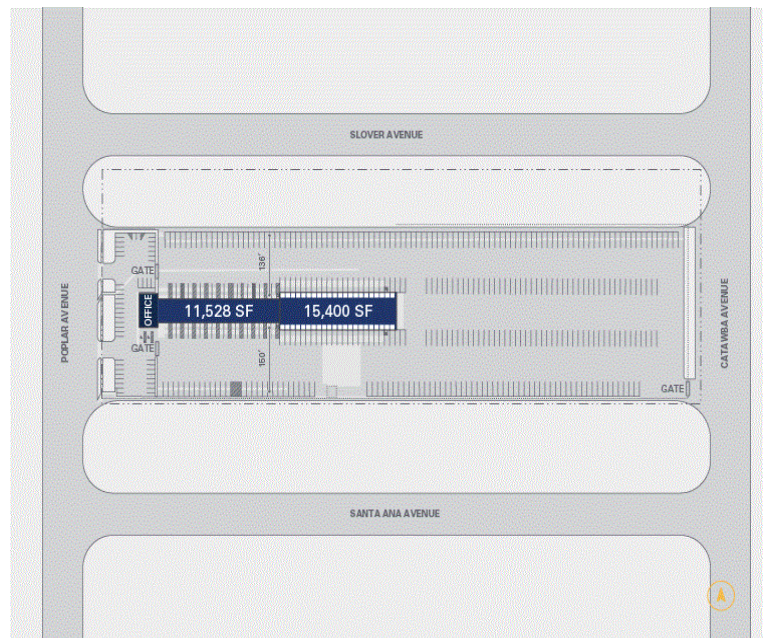 SLOVER AVENUE
136'
GATE
OFFICE
11,528 SF
15,400 SF
POPLAR AVENUE
CATAWBA AVENUE
GATE
150'
GATE
SANTA ANA AVENUE